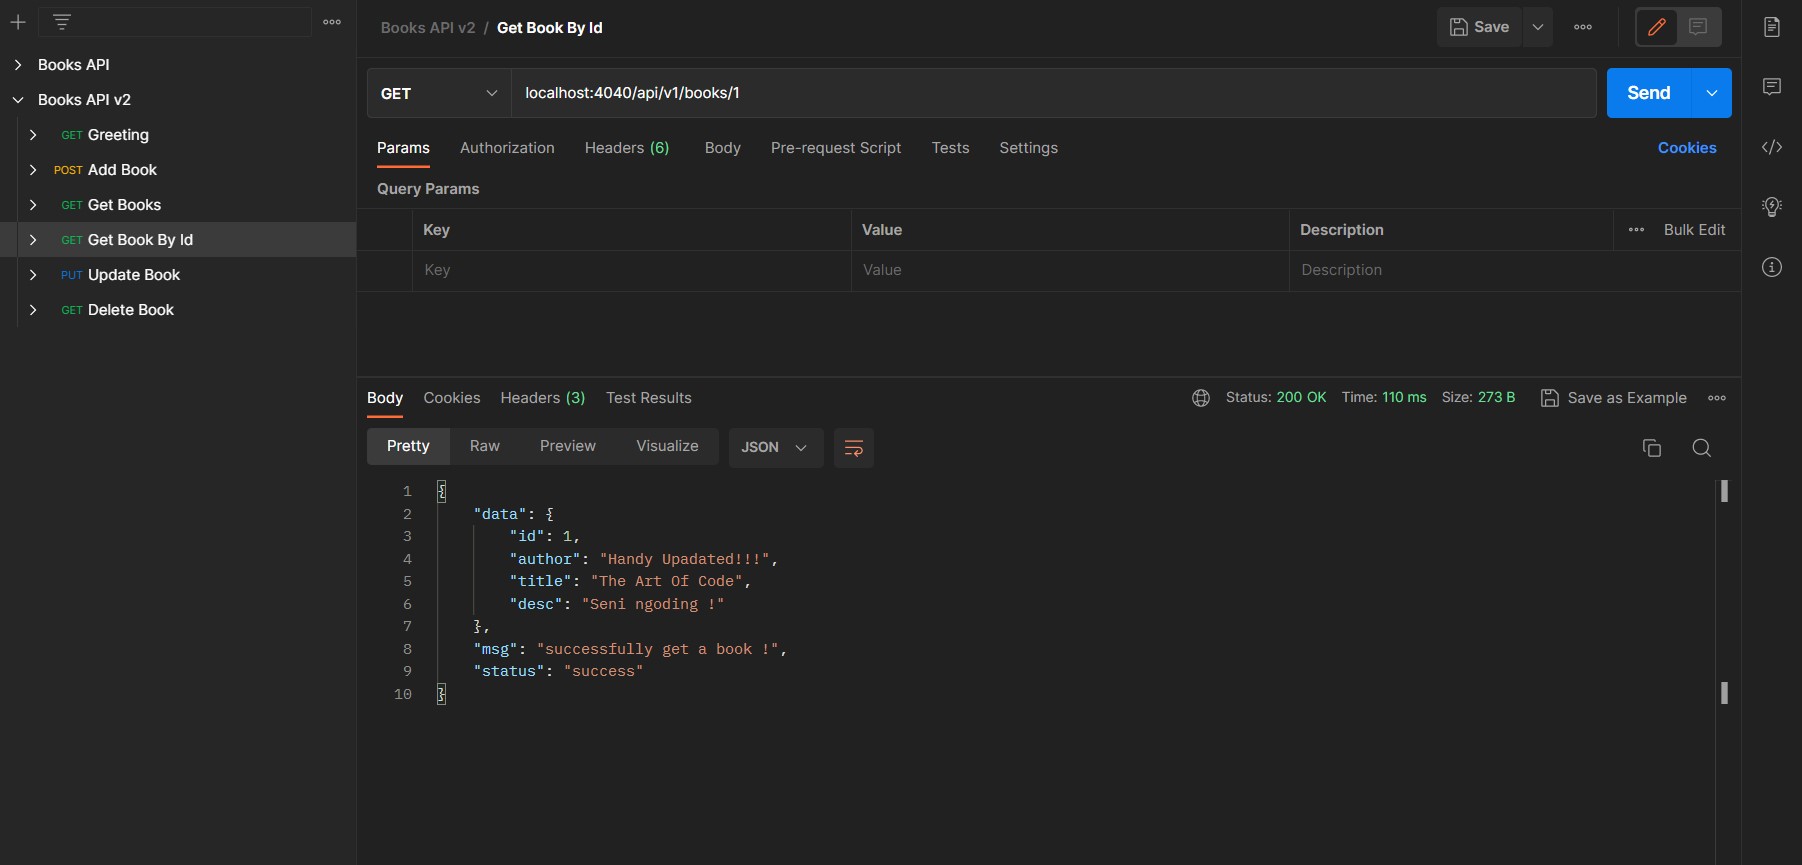 Books API
Books API v2
GET Greeting
POST Add Book
GET Get Books
GET Get Book By Id
PUT Update Book
GET Delete Book
Books API v2 / Get Book By Id
Save
GET localhost:4040/api/v1/books/1
Send
Params Authorization Headers (6) Body Pre-request Script Tests Settings Cookies
Query Params
Key Value Description Bulk Edit
Key Value Description
Body Cookies Headers (3) Test Results Status: 200 OK Time: 110 ms Size: 273 B Save as Example
Pretty Raw Preview Visualize JSON
1 {
2 "data": {
3 "id": 1,
4 "author": "Handy Upadated!!!",
5 "title": "The Art Of Code",
6 "desc": "Seni ngoding !"
7 },
8 "msg": "successfully get a book !",
9 "status": "success"
10 }